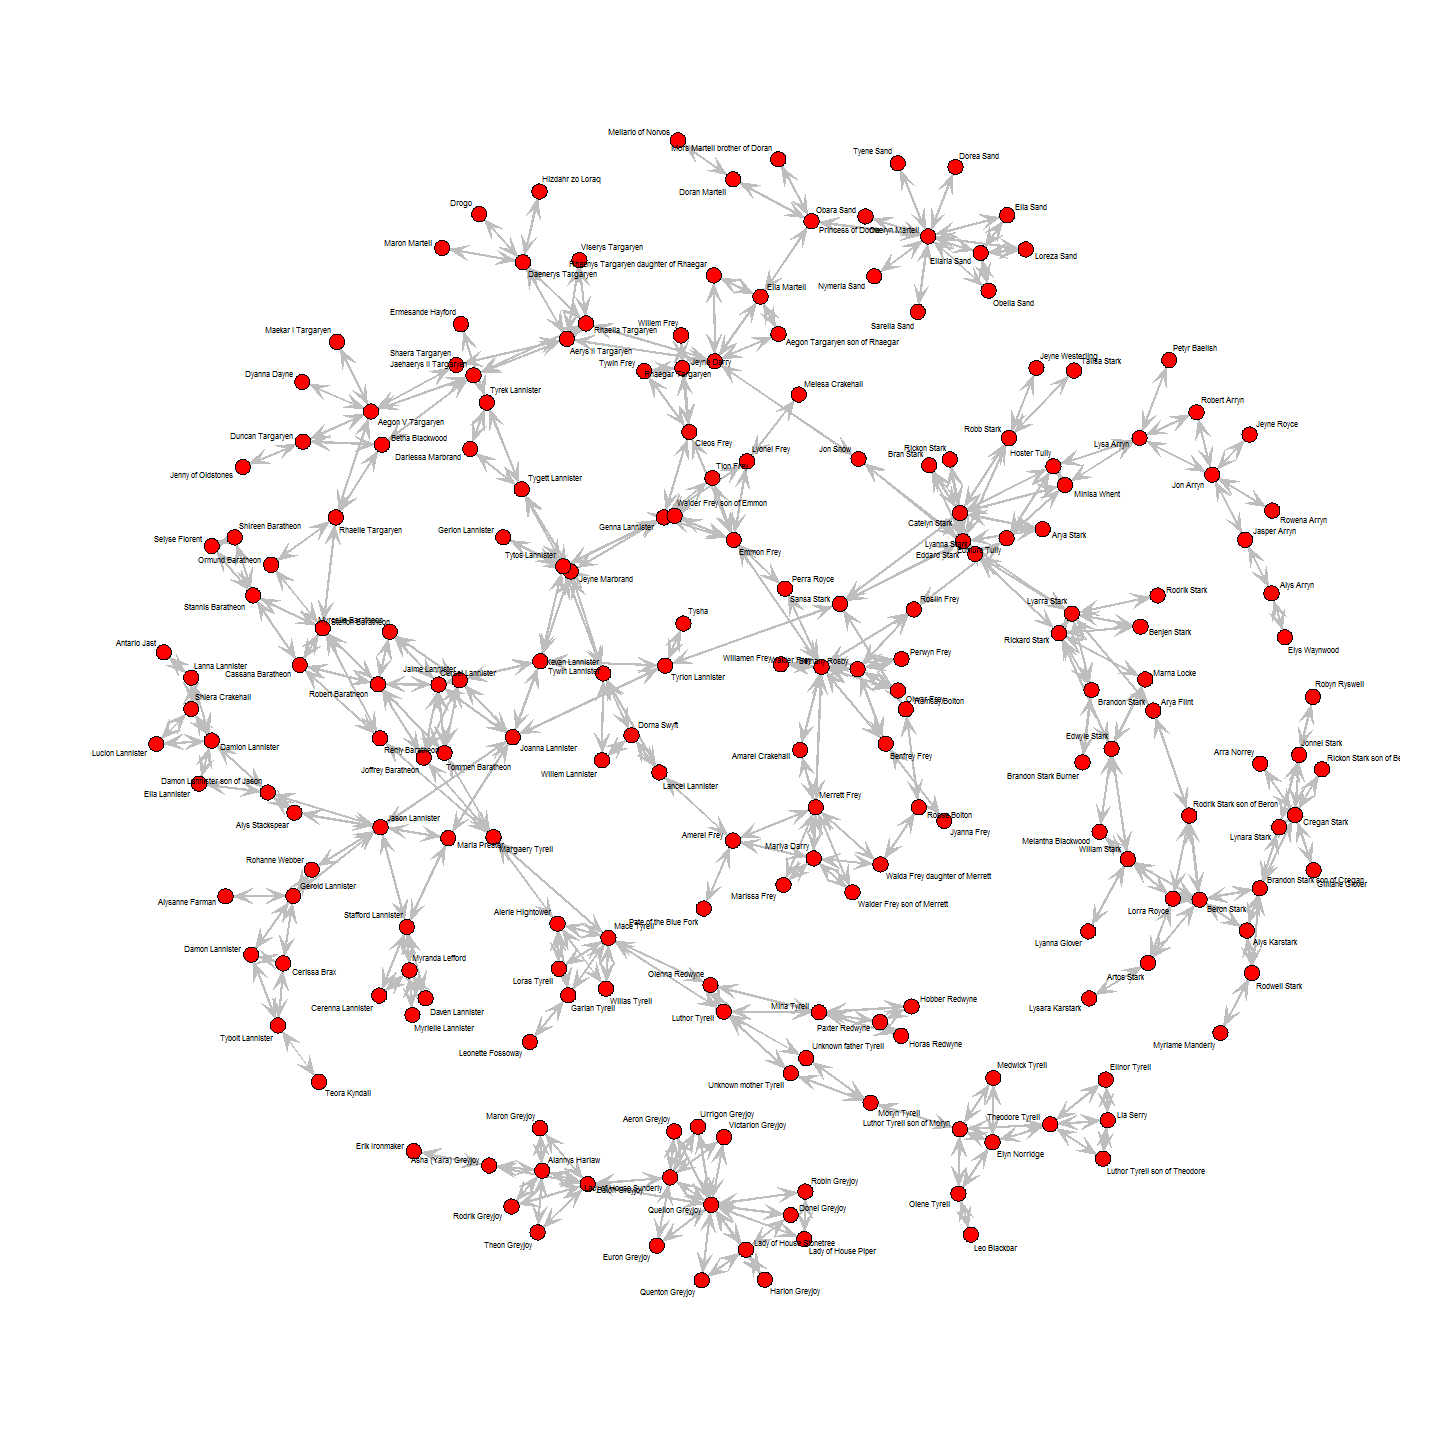 Mellario of Norvos
Mors Martell brother of Doran
Tyene Sand
Dorea Sand
Hizdahr zo Loraq
Doran Martell
Drogo
Obara Sand
Ella Sand
Princess of Dorne
Oberyn Martell
Maron Martell
Viserys Targaryen
Rhaenys Targaryen daughter of Rhaegar
Ellaria Sand
Loreza Sand
Daenerys Targaryen
Elia Martell
Nymeria Sand
Obella Sand
Ermesande Hayford
Sarella Sand
Willem Frey
Maekar I Targaryen
Rhaella Targaryen
Aegon Targaryen son of Rhaegar
Aerys II Targaryen
Shaera Targaryen
Jaehaerys II Targaryen
Tywin Frey
Jeyne Darry
Rhaegar Targaryen
Jeyne Westerling
Talisa Stark
Petyr Baelish
Dyanna Dayne
Tyrek Lannister
Melesa Crakehall
Robert Arryn
Aegon V Targaryen
Robb Stark
Lysa Arryn
Jeyne Royce
Duncan Targaryen
Betha Blackwood
Cleos Frey
Lyonel Frey
Jon Snow
Rickon Stark
Bran Stark
Hoster Tully
Darlessa Marbrand
Jenny of Oldstones
Tion Frey
Jon Arryn
Tygett Lannister
Minisa Whent
Walder Frey son of Emmon
Genna Lannister
Catelyn Stark
Rowena Arryn
Shireen Baratheon
Rhaelle Targaryen
Gerion Lannister
Jasper Arryn
Selyse Florent
Emmon Frey
Lyanna Stark
Edmure Tully
Arya Stark
Eddard Stark
Ormund Baratheon
Tytos Lannister
Jeyne Marbrand
Perra Royce
Alys Arryn
Stannis Baratheon
Sansa Stark
Roslin Frey
Lyarra Stark
Rodrik Stark
Tysha
Myrcella Baratheon
Steffon Baratheon
Rickard Stark
Benjen Stark
Elys Waynwood
Antario Jast
Lanna Lannister
Cassana Baratheon
Jaime Lannister
Cersei Lannister
Kevan Lannister
Tywin Lannister
Tyrion Lannister
Williamen Frey
Walder Frey
Bethany Rosby
Perwyn Frey
Marna Locke
Shiera Crakehall
Robert Baratheon
Olyvar Frey
Ramsay Bolton
Brandon Stark
Arya Flint
Robyn Ryswell
Lucion Lannister
Damion Lannister
Renly Baratheon
Joanna Lannister
Dorna Swyft
Amarel Crakehall
Benfrey Frey
Edwyle Stark
Jonnel Stark
Arra Norrey
Rickon Stark son of Be
Joffrey Baratheon
Tommen Baratheon
Willem Lannister
Lancel Lannister
Brandon Stark Burner
Ella Lannister
Damon Lannister son of Jason
Merrett Frey
Roose Bolton
Rodrik Stark son of Beron
Cregan Stark
Alys Stackspear
Jason Lannister
Maria Prester
Margaery Tyrell
Amerel Frey
Jyanna Frey
Melantha Blackwood
Lynara Stark
Rohanne Webber
Mariya Darry
William Stark
Walda Frey daughter of Merrett
Gerold Lannister
Marissa Frey
Walder Frey son of Merrett
Brandon Stark son of Cregan
Gilliane Glover
Alysanne Farman
Stafford Lannister
Alerie Hightower
Pate of the Blue Fork
Lorra Royce
Beron Stark
Mace Tyrell
Lyanna Glover
Alys Karstark
Damon Lannister
Cerissa Brax
Myranda Lefford
Loras Tyrell
Olenna Redwyne
Artos Stark
Rodwell Stark
Cerenna Lannister
Daven Lannister
Willas Tyrell
Garlan Tyrell
Mina Tyrell
Hobber Redwyne
Lysara Karstark
Tybolt Lannister
Myrielle Lannister
Luthor Tyrell
Paxter Redwyne
Horas Redwyne
Leonette Fossoway
Unknown father Tyrell
Myriame Manderly
Unknown mother Tyrell
Medwick Tyrell
Elinor Tyrell
Teora Kyndall
Moryn Tyrell
Luthor Tyrell son of Moryn
Theodore Tyrell
Lia Serry
Maron Greyjoy
Aeron Greyjoy
Urrigon Greyjoy
Victarion Greyjoy
Erik Ironmaker
Asha (Yara) Greyjoy
Alannys Harlaw
Elyn Norridge
Luthor Tyrell son of Theodore
Lady of House Sunderly
Balon Greyjoy
Robin Greyjoy
Olene Tyrell
Rodrik Greyjoy
Quellon Greyjoy
Donel Greyjoy
Theon Greyjoy
Euron Greyjoy
Lady of House Stonetree
Lady of House Piper
Leo Blackbar
Quenton Greyjoy
Harlon Greyjoy